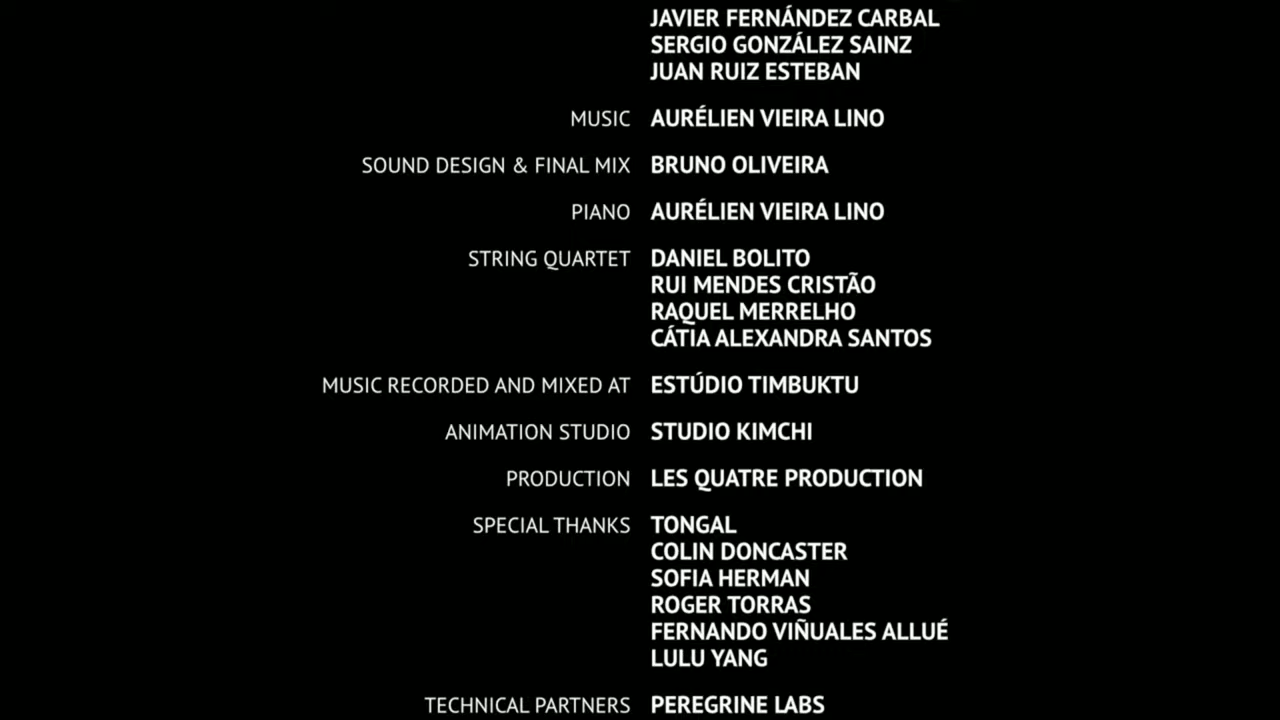 JAVIER FERNÁNDEZ CARBAL
SERGIO GONZÁLEZ SAINZ
JUAN RUIZ ESTEBAN
MUSIC AURÉLIEN VIEIRA LINO
SOUND DESIGN & FINAL MIX BRUNO OLIVEIRA
PIANO AURÉLIEN VIEIRA LINO
STRING QUARTET DANIEL BOLITO
RUI MENDES CRISTÃO
RAQUEL MERRELHO
CÁTIA ALEXANDRA SANTOS
MUSIC RECORDED AND MIXED AT ESTÚDIO TIMBUKTU
ANIMATION STUDIO STUDIO KIMCHI
PRODUCTION LES QUATRE PRODUCTION
SPECIAL THANKS TONGAL
COLIN DONCASTER
SOFIA HERMAN
ROGER TORRAS
FERNANDO VIÑUALES ALLUÉ
LULU YANG
TECHNICAL PARTNERS PEREGRINE LABS